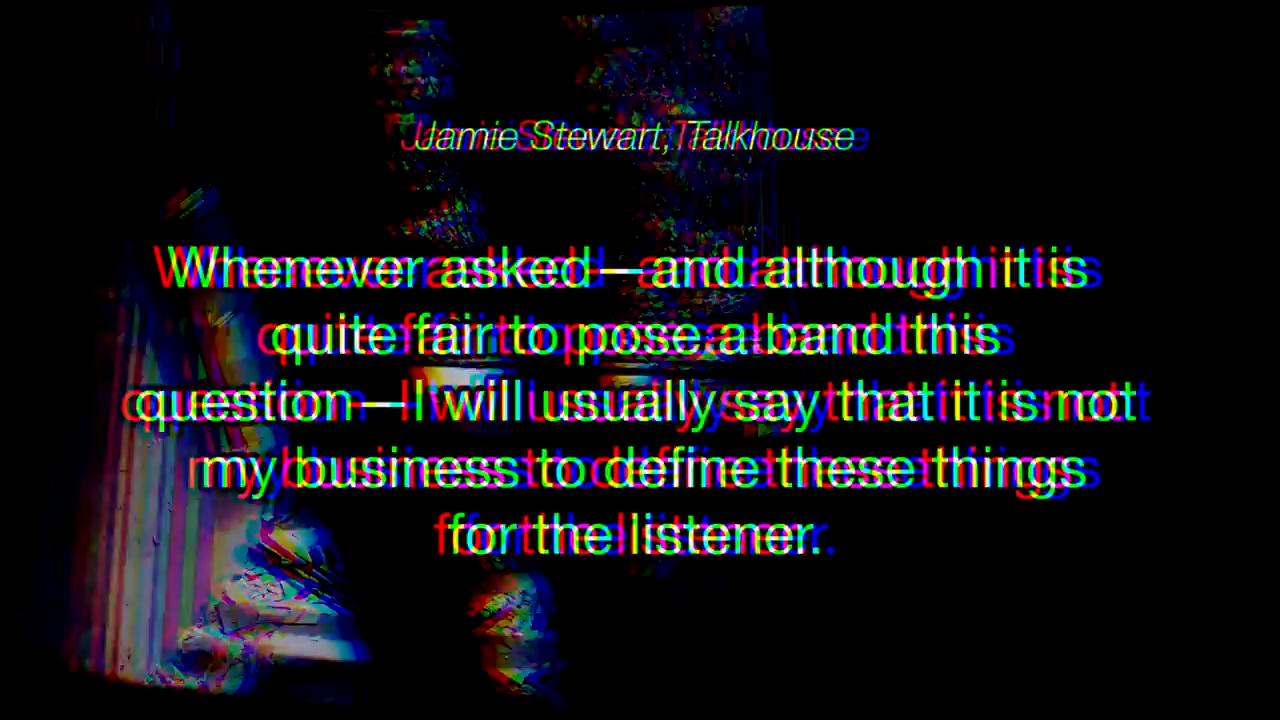 Jamie Stewart, Talkhouse
Whenever asked — and although it is
quite fair to pose a band this
question — I will usually say that it is not
my business to define these things
for the listener.